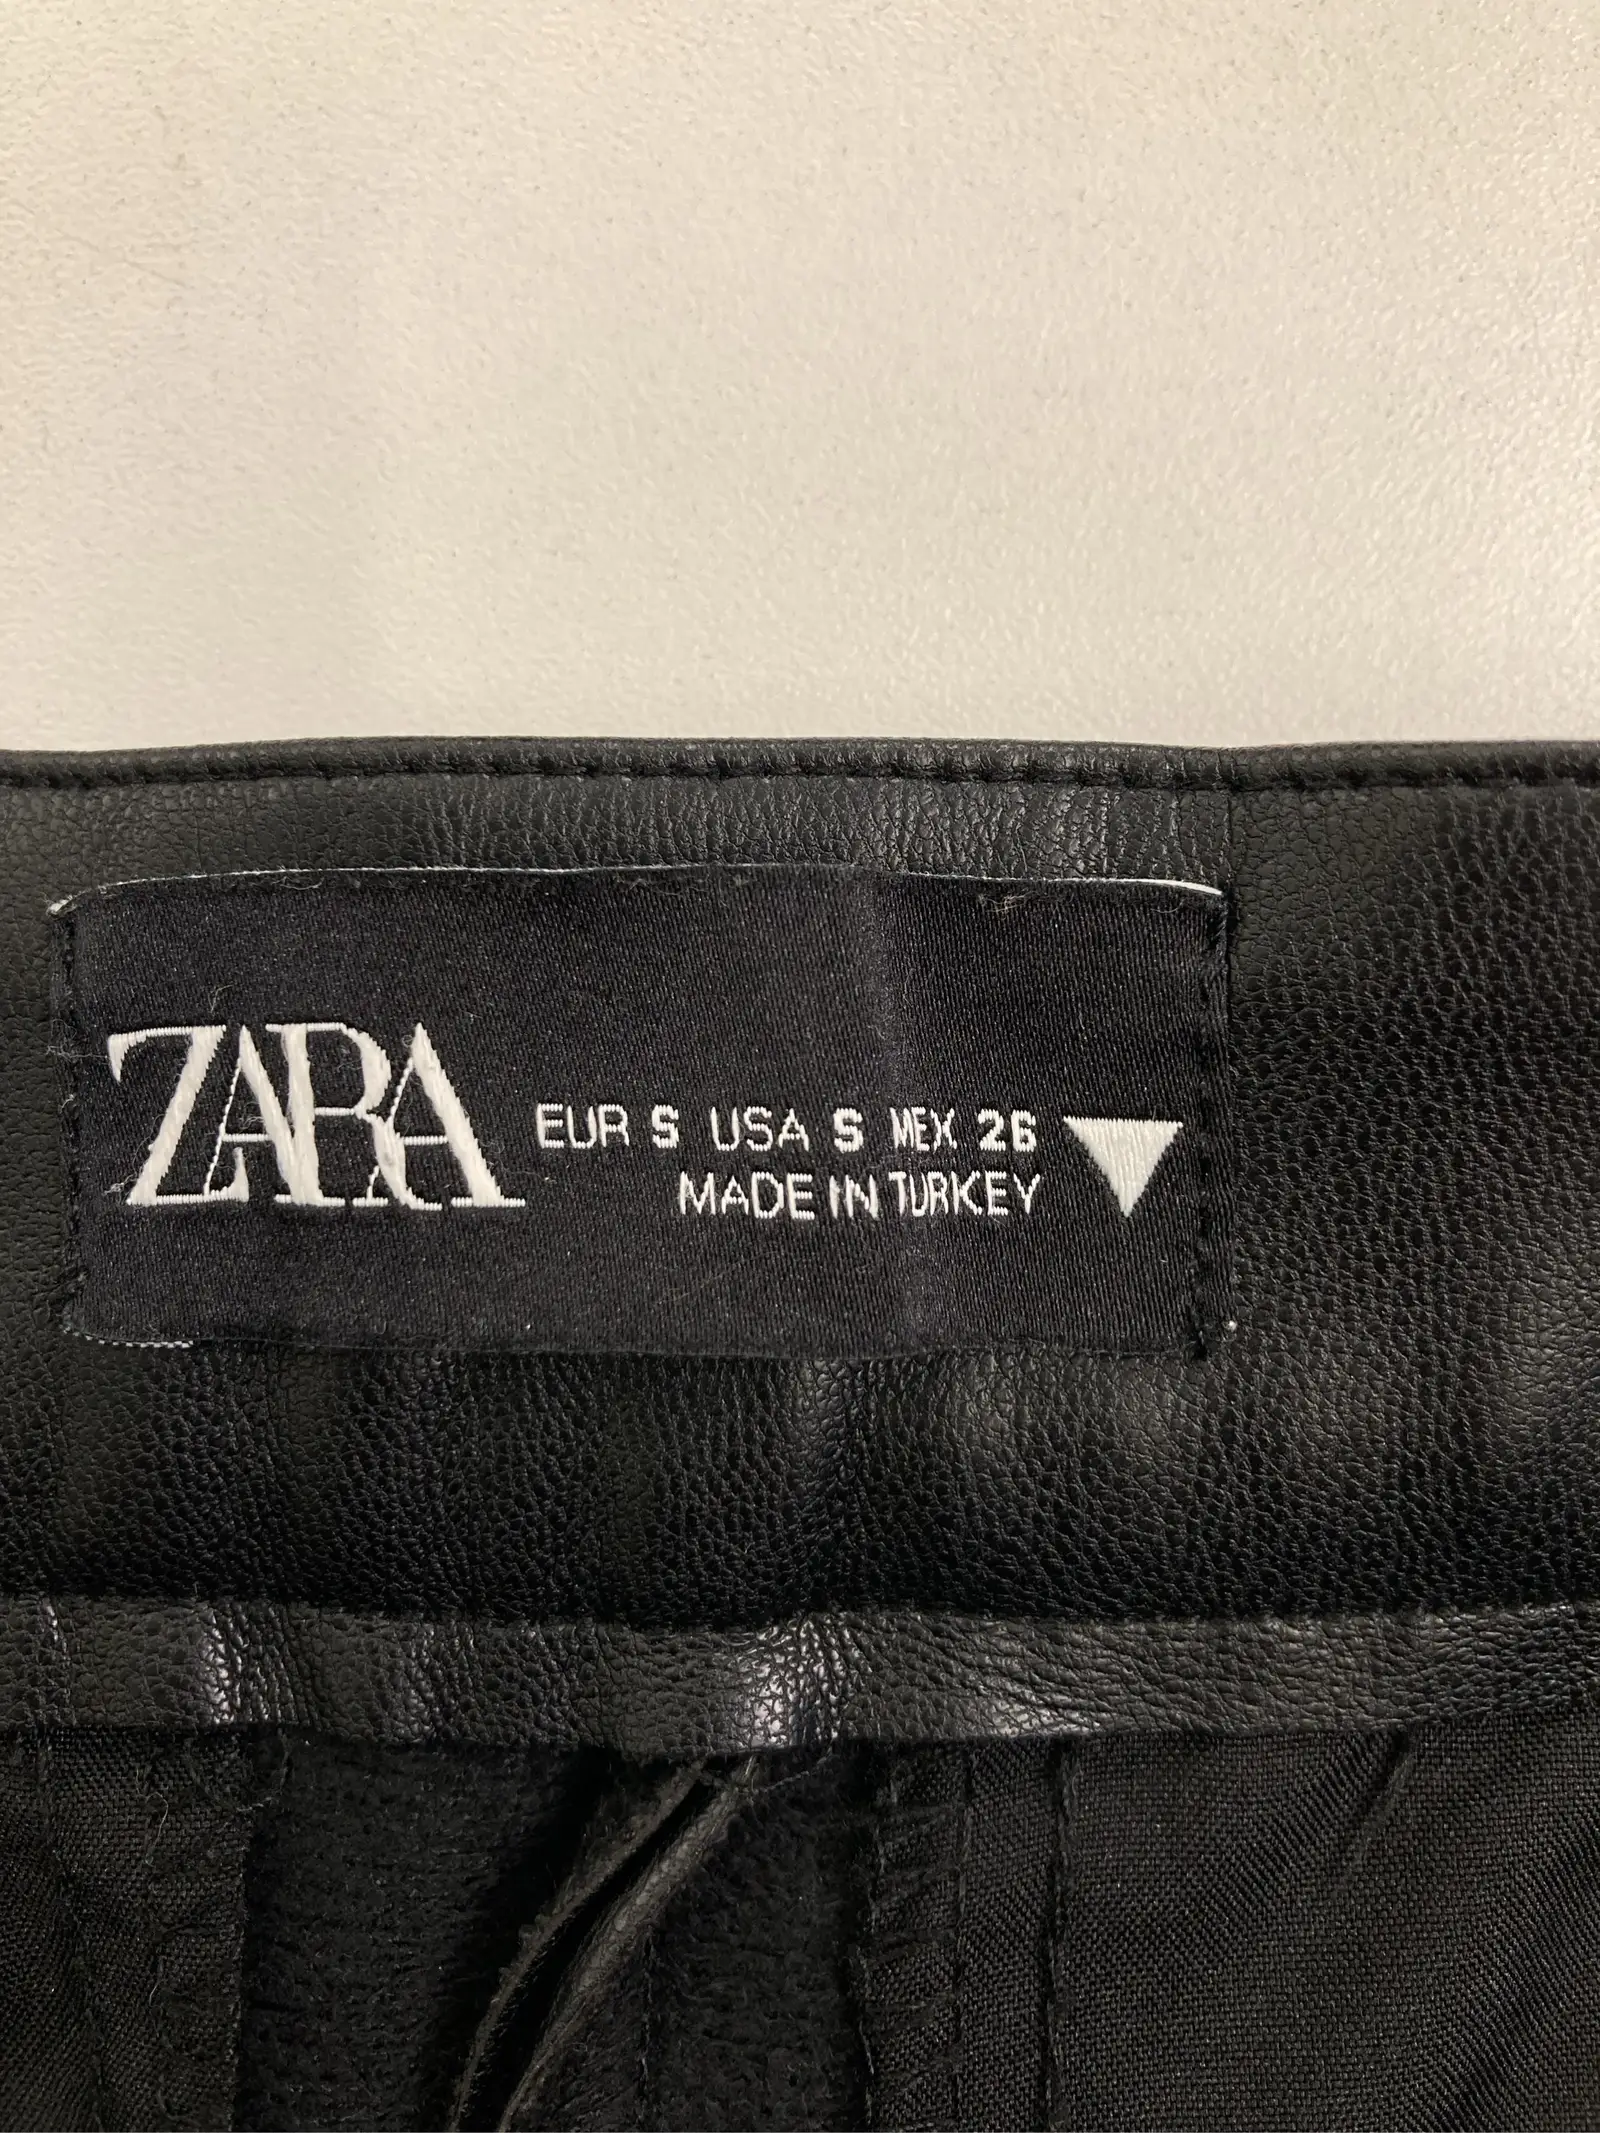 ZARA
EUR S USA S MEX 26
MADE IN TURKEY